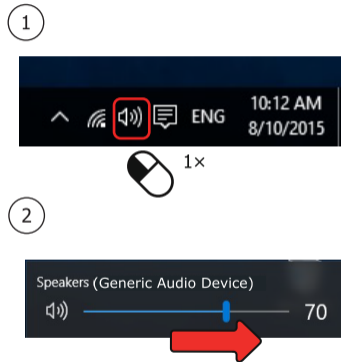 1
ENG
10:12 AM
8/10/2015
1×
2
Speakers (Generic Audio Device)
70